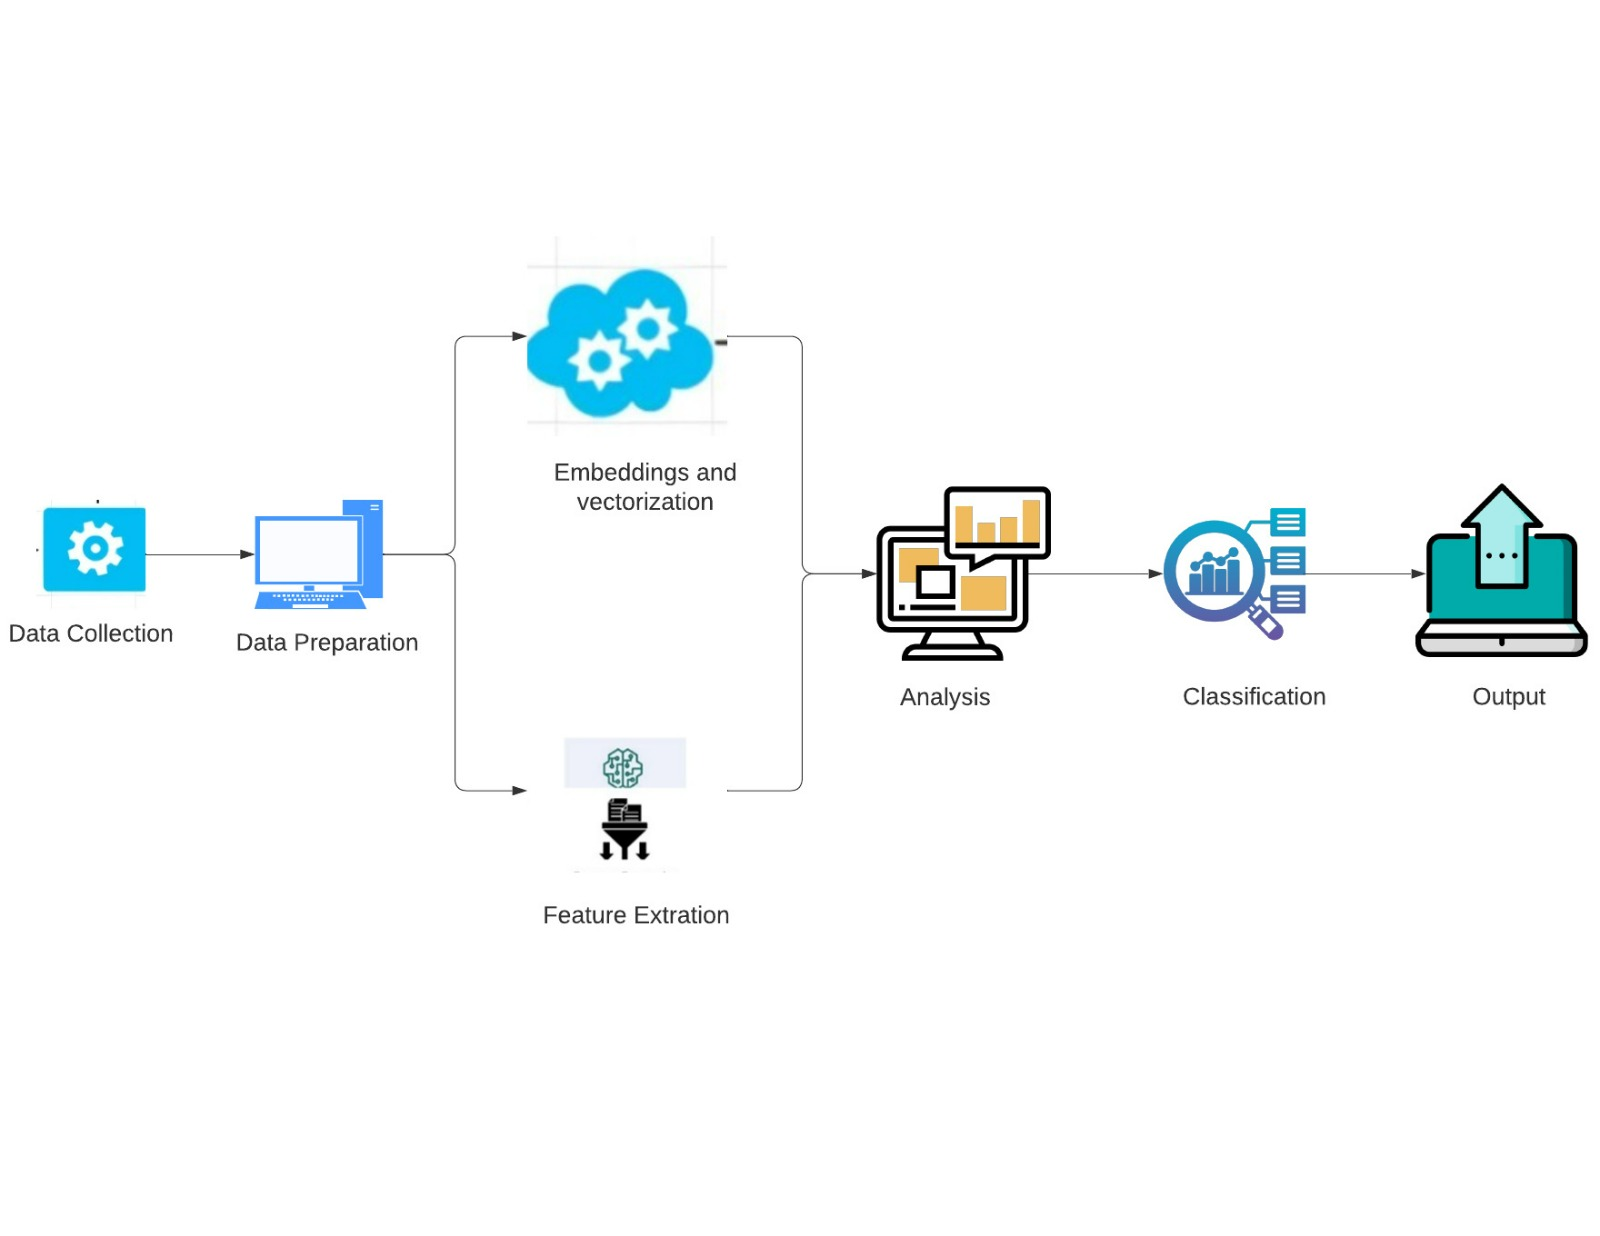 Data Collection
Data Preparation
Embeddings and
vectorization
Feature Extration
Analysis
Classification
Output